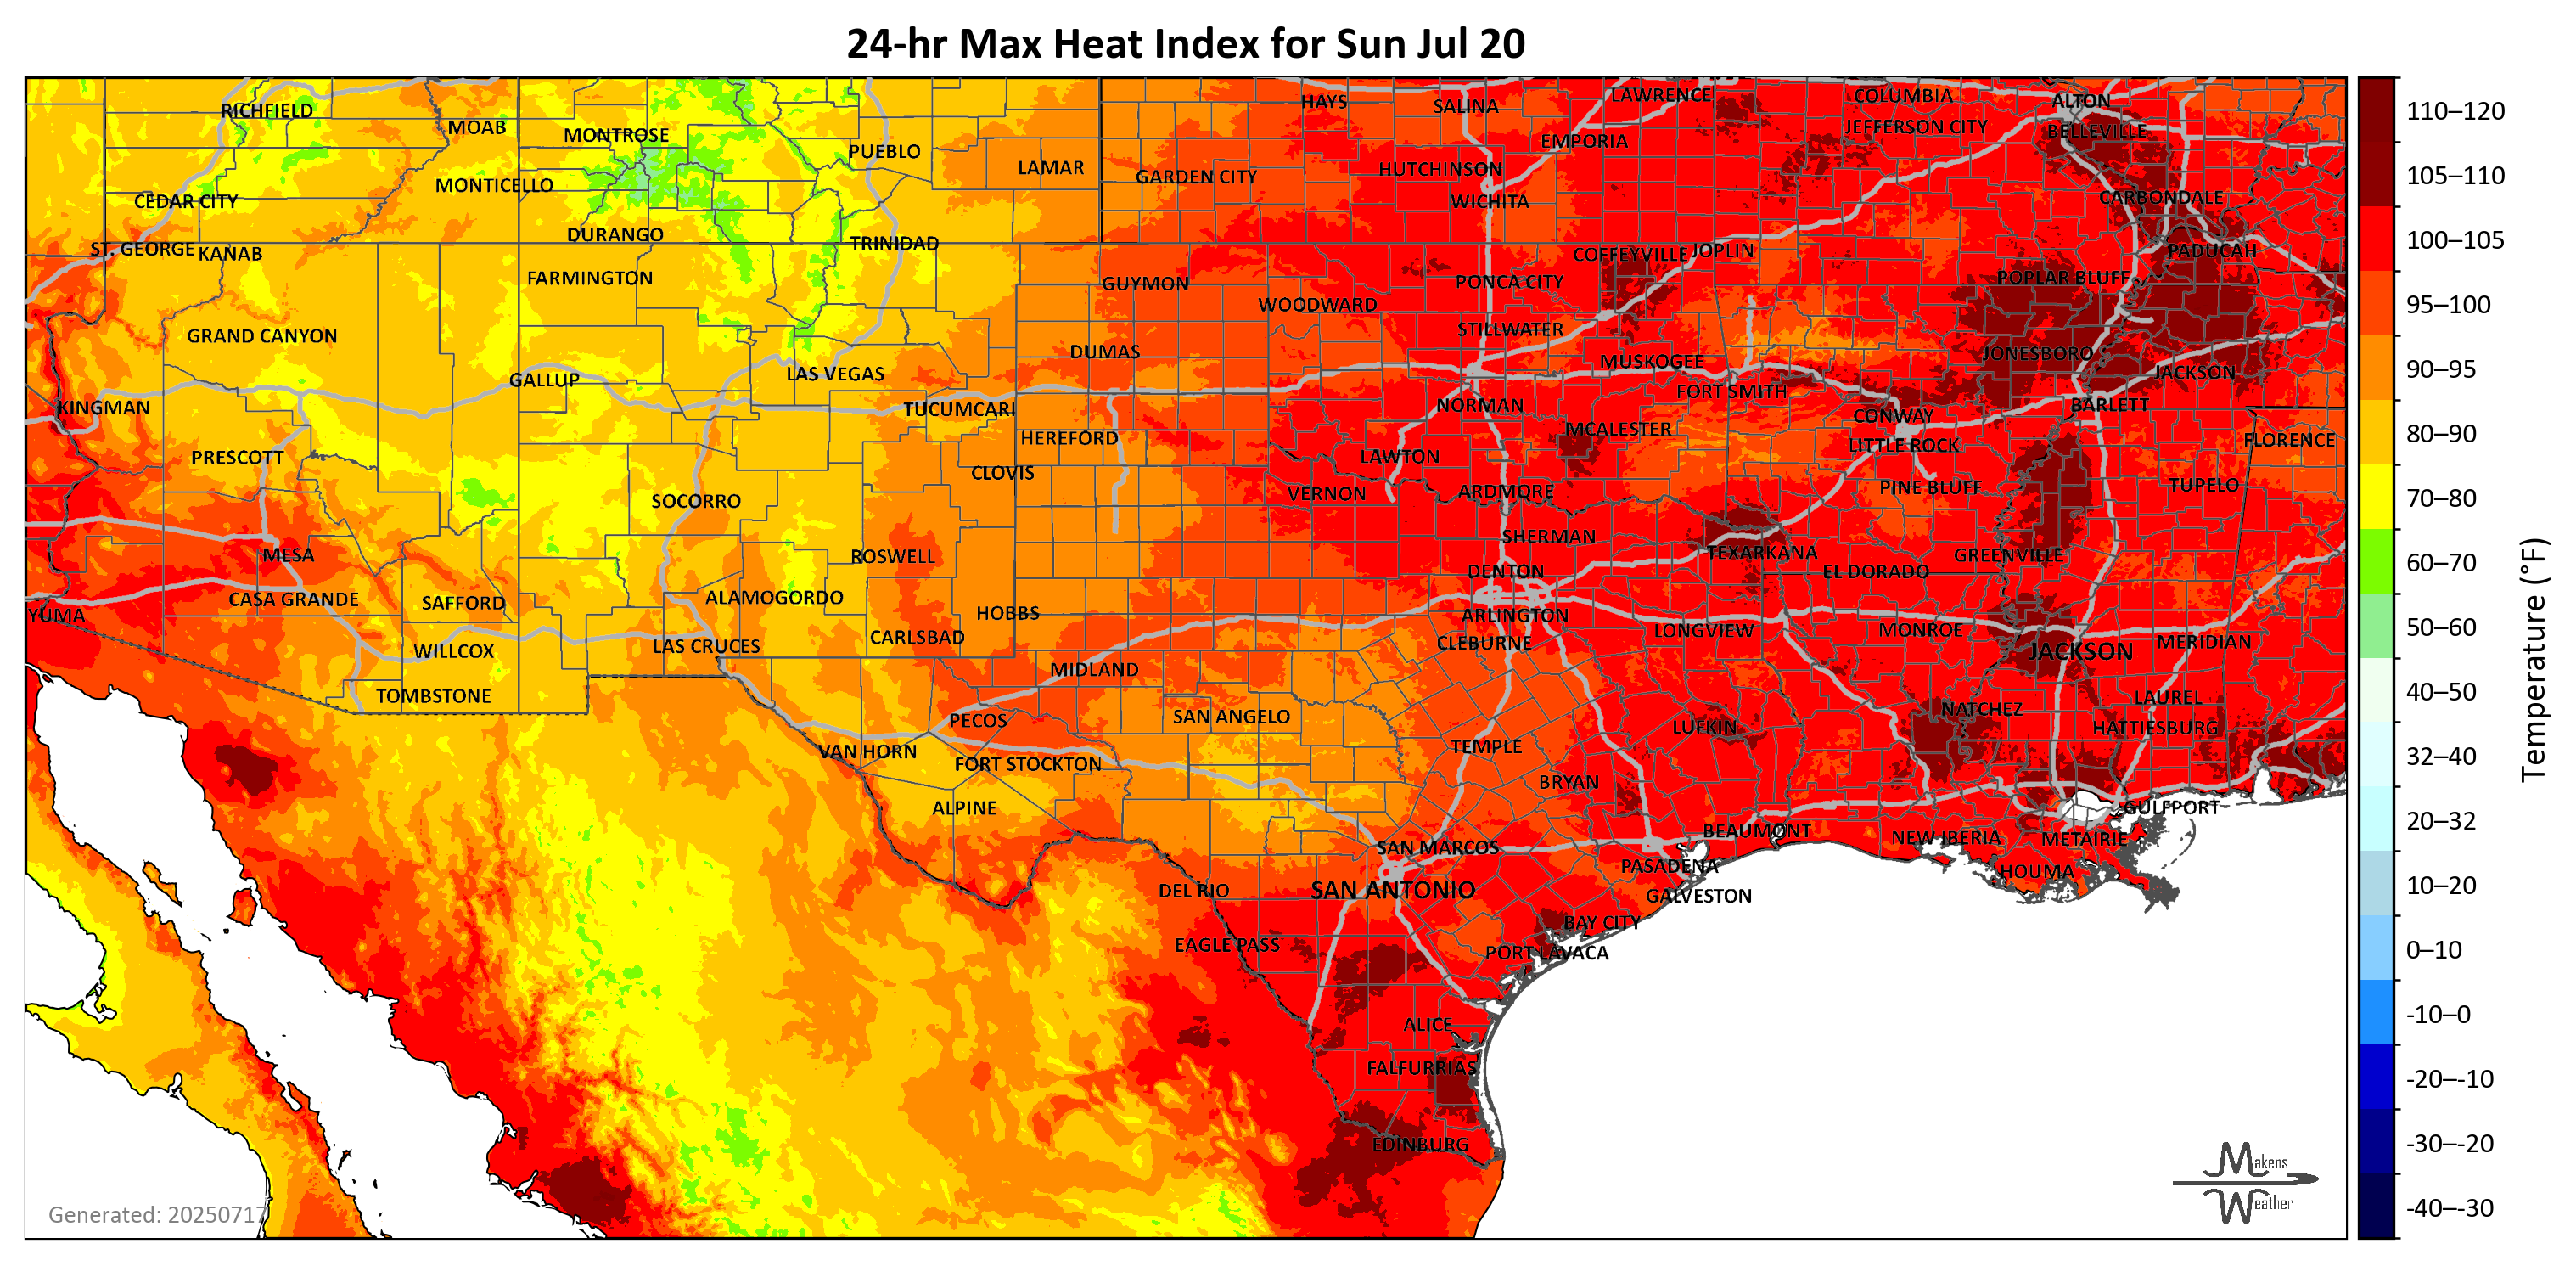 24-hr Max Heat Index for Sun Jul 20
RICHFIELD
MOAB
MONTROSE
PUEBLO
LAMAR
HAYS
SALINA
LAWRENCE
COLUMBIA
ALTON
EMPORIA
JEFFERSON CITY
BELLEVILLE
CEDAR CITY
MONTICELLO
GARDEN CITY
HUTCHINSON
WICHITA
CARBONDALE
ST. GEORGE
KANAB
DURANGO
TRINIDAD
COFFEYVILLE
JOPLIN
PADUCAH
FARMINGTON
GUYMON
WOODWARD
PONCA CITY
POPLAR BLUFF
GRAND CANYON
DUMAS
STILLWATER
MUSKOGEE
JONESBORO
GALLUP
LAS VEGAS
FORT SMITH
JACKSON
KINGMAN
TUCUMCARI
NORMAN
CONWAY
BARLETT
PRESCOTT
HEREFORD
MCALESTER
LITTLE ROCK
FLORENCE
CLOVIS
LAWTON
SOCORRO
VERNON
ARDMORE
PINE BLUFF
TUPELO
MESA
ROSWELL
SHERMAN
TEXARKANA
GREENVILLE
CASA GRANDE
SAFFORD
ALAMOGORDO
DENTON
EL DORADO
YUMA
HOBBS
ARLINGTON
WILLCOX
LAS CRUCES
CARLSBAD
CLEBURNE
LONGVIEW
MONROE
JACKSON
MERIDIAN
TOMBSTONE
MIDLAND
LAUREL
PECOS
SAN ANGELO
NATCHEZ
VAN HORN
FORT STOCKTON
TEMPLE
LUFKIN
HATTIESBURG
ALPINE
BRYAN
GULFPORT
SAN MARCOS
BEAUMONT
NEW IBERIA
METAIRIE
DEL RIO
SAN ANTONIO
PASADENA
GALVESTON
HOUMA
EAGLE PASS
BAY CITY
PORT LAVACA
ALICE
FALFURRIAS
EDINBURG
Generated: 20250717
Makens
Weather
110–120
105–110
100–105
95–100
90–95
80–90
70–80
60–70
50–60
40–50
32–40
20–32
10–20
0–10
-10–0
-20–-10
-30–-20
-40–-30
Temperature (°F)